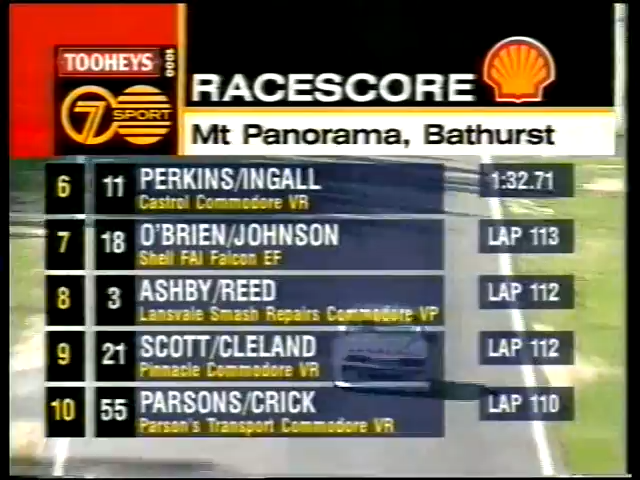 TOOHEYS 1000
7 SPORT
RACESCORE
Mt Panorama, Bathurst
6 11 PERKINS/INGALL 1:32.71
Castrol Commodore VR
7 18 O'BRIEN/JOHNSON LAP 113
Shell FAI Falcon EF
8 3 ASHBY/REED LAP 112
Lansvale Smash Repairs Commodore VP
9 21 SCOTT/CLELAND LAP 112
Pinnacle Commodore VR
10 55 PARSONS/CRICK LAP 110
Parson's Transport Commodore VR